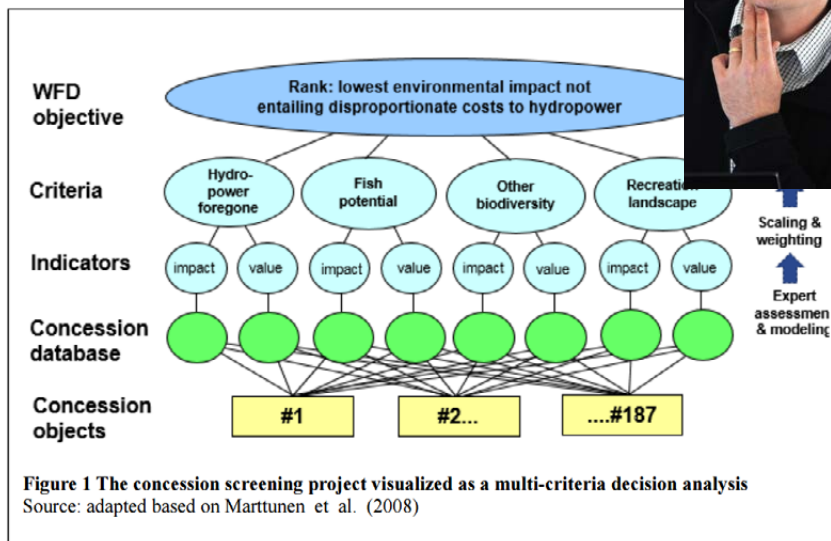 WFD
objective
Rank: lowest environmental impact not
entailing disproportionate costs to hydropower
Criteria
Hydro-
power
foregone
Fish
potential
Other
biodiversity
Recreation
landscape
Scaling &
weighting
Indicators
impact
value
impact
value
impact
value
impact
value
Expert
& modeling
Concession
database
Concession
objects
#1
#2...
....#187
Figure 1 The concession screening project visualized as a multi-criteria decision analysis
Source: adapted based on Marttunen et al. (2008)